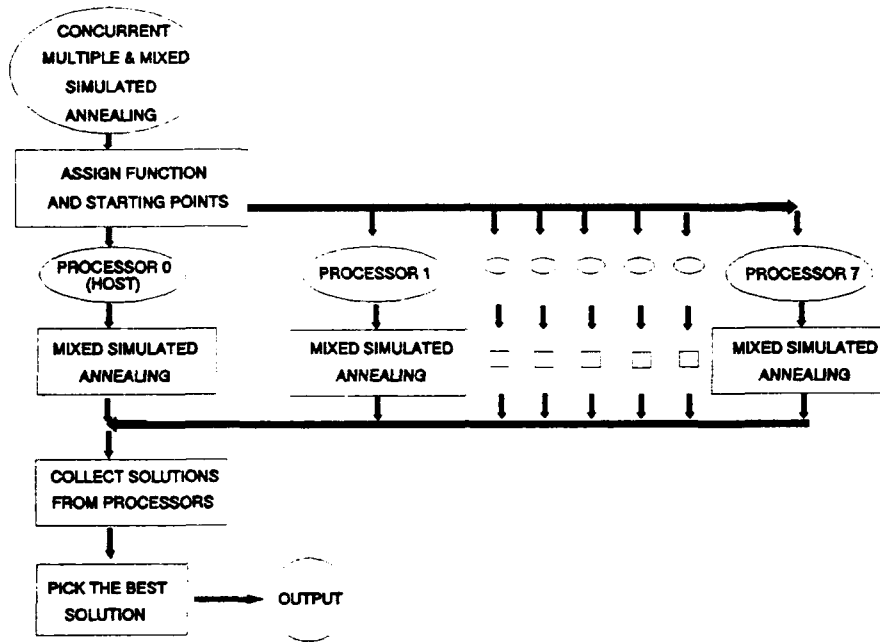 CONCURRENT
MULTIPLE & MIXED
SIMULATED
ANNEALING
ASSIGN FUNCTION
AND STARTING POINTS
PROCESSOR 0
(HOST)
PROCESSOR 1
PROCESSOR 7
MIXED SIMULATED
ANNEALING
MIXED SIMULATED
ANNEALING
MIXED SIMULATED
ANNEALING
COLLECT SOLUTIONS
FROM PROCESSORS
PICK THE BEST
SOLUTION
OUTPUT